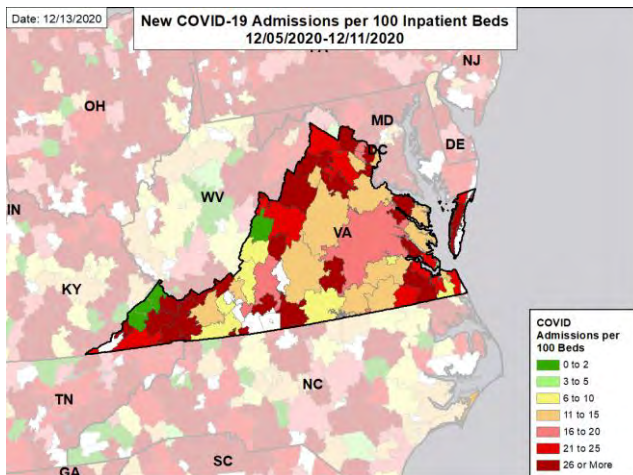 Date: 12/13/2020
New COVID-19 Admissions per 100 Inpatient Beds
12/05/2020-12/11/2020
PA
NJ
OH
MD
DC
DE
WV
IN
VA
KY
TN
NC
SC
GA
COVID
Admissions per
100 Beds
0 to 2
3 to 5
6 to 10
11 to 15
16 to 20
21 to 25
26 or More